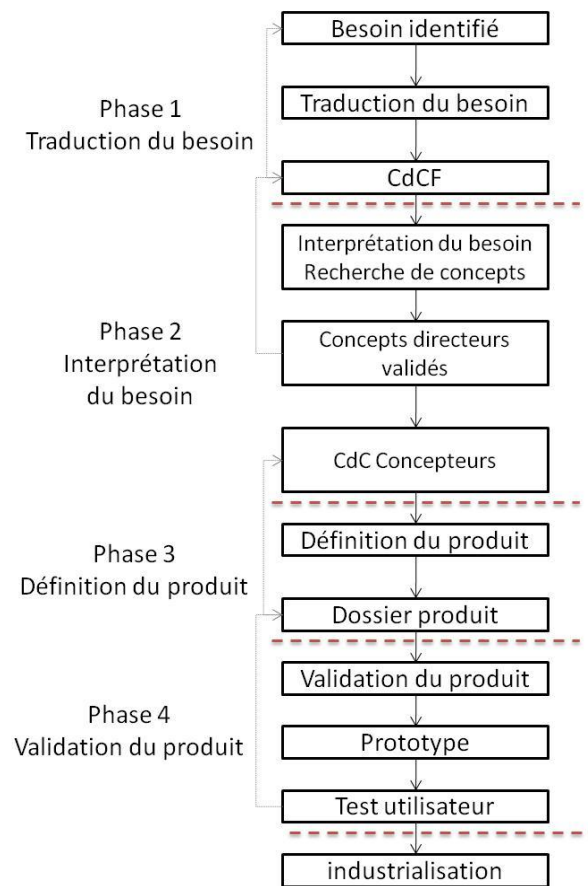 Besoin identifié
Phase 1
Traduction du besoin
Traduction du besoin
CdCF
Interprétation du besoin
Recherche de concepts
Phase 2
Interprétation
du besoin
Concepts directeurs
validés
CdC Concepteurs
Phase 3
Définition du produit
Définition du produit
Dossier produit
Phase 4
Validation du produit
Validation du produit
Prototype
Test utilisateur
industrialisation